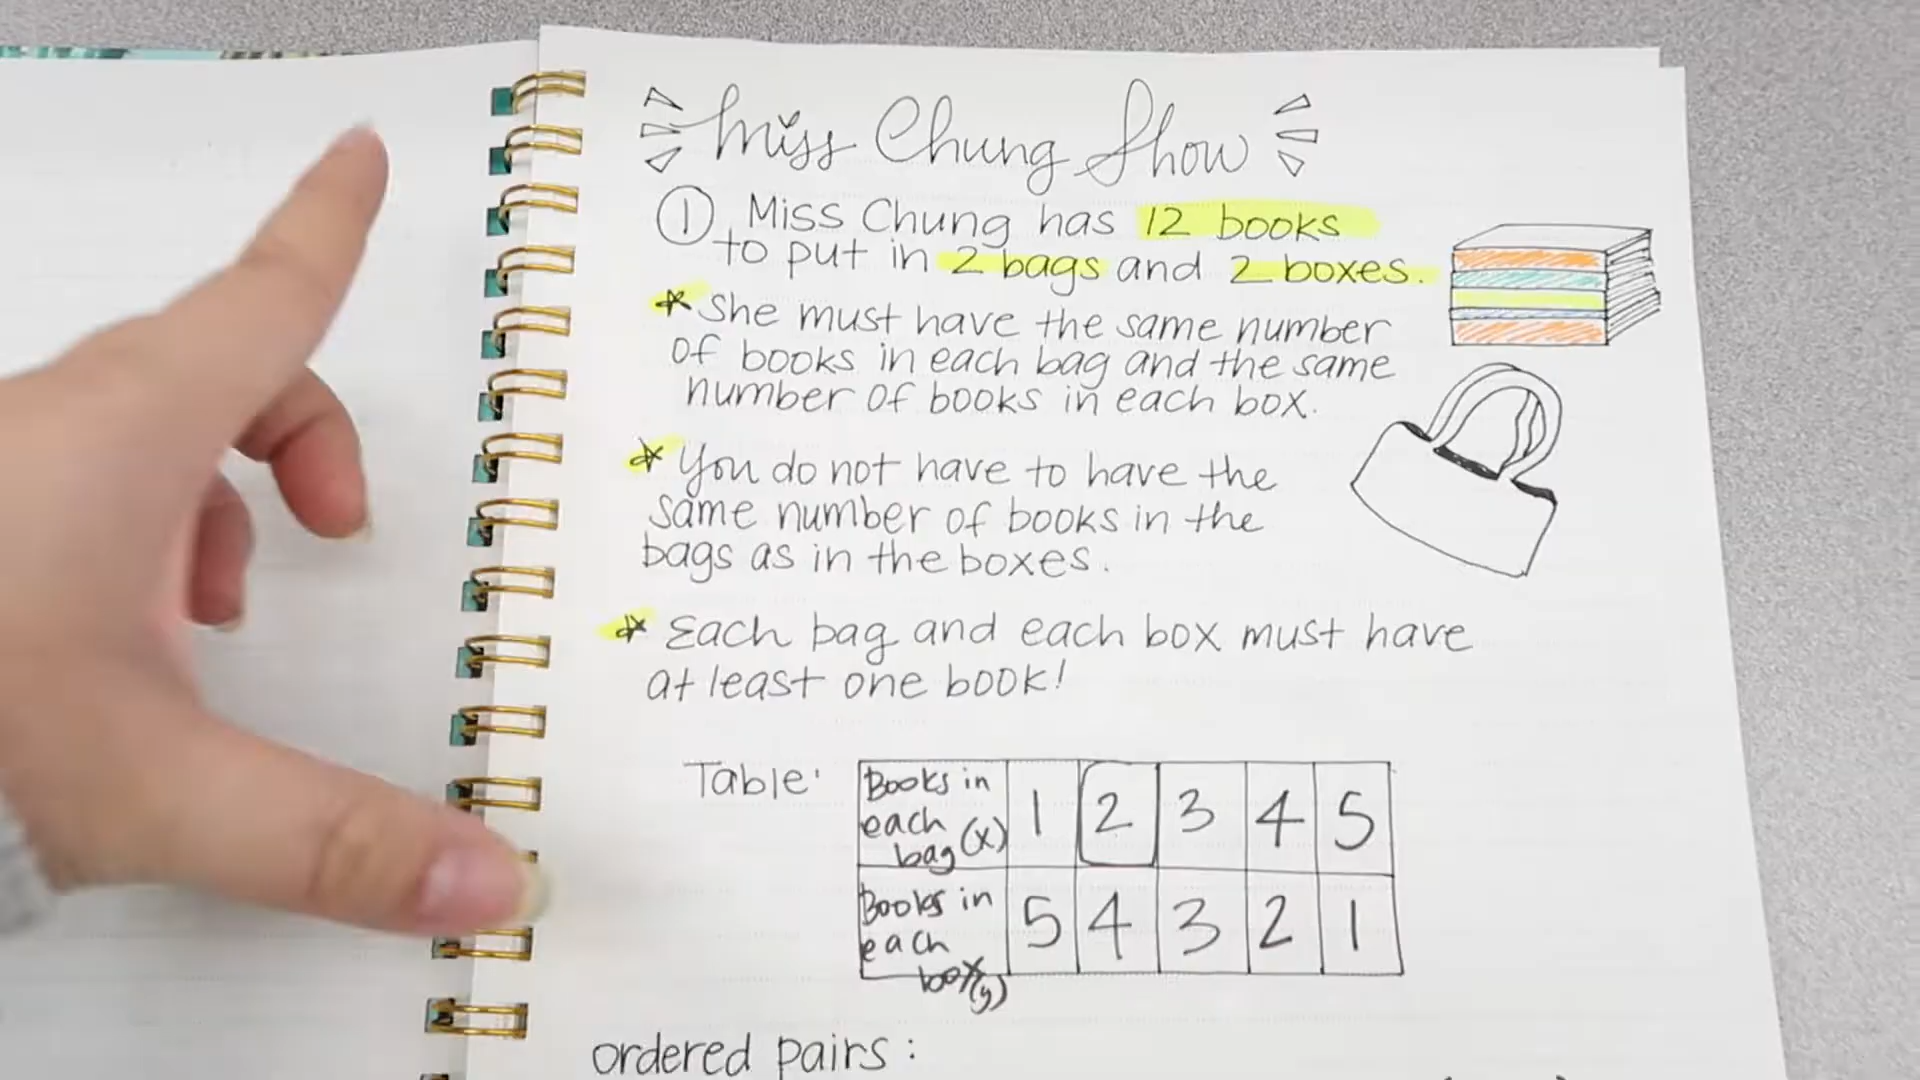 Miss Chung Show
① Miss Chung has 12 books
to put in 2 bags and 2 boxes.
* She must have the same number
of books in each bag and the same
number of books in each box.
* You do not have to have the
same number of books in the
bags as in the boxes.
* Each bag and each box must have
at least one book!
Table:
Books in each bag (x) 1 2 3 4 5
Books in each box (y) 5 4 3 2 1
ordered pairs: